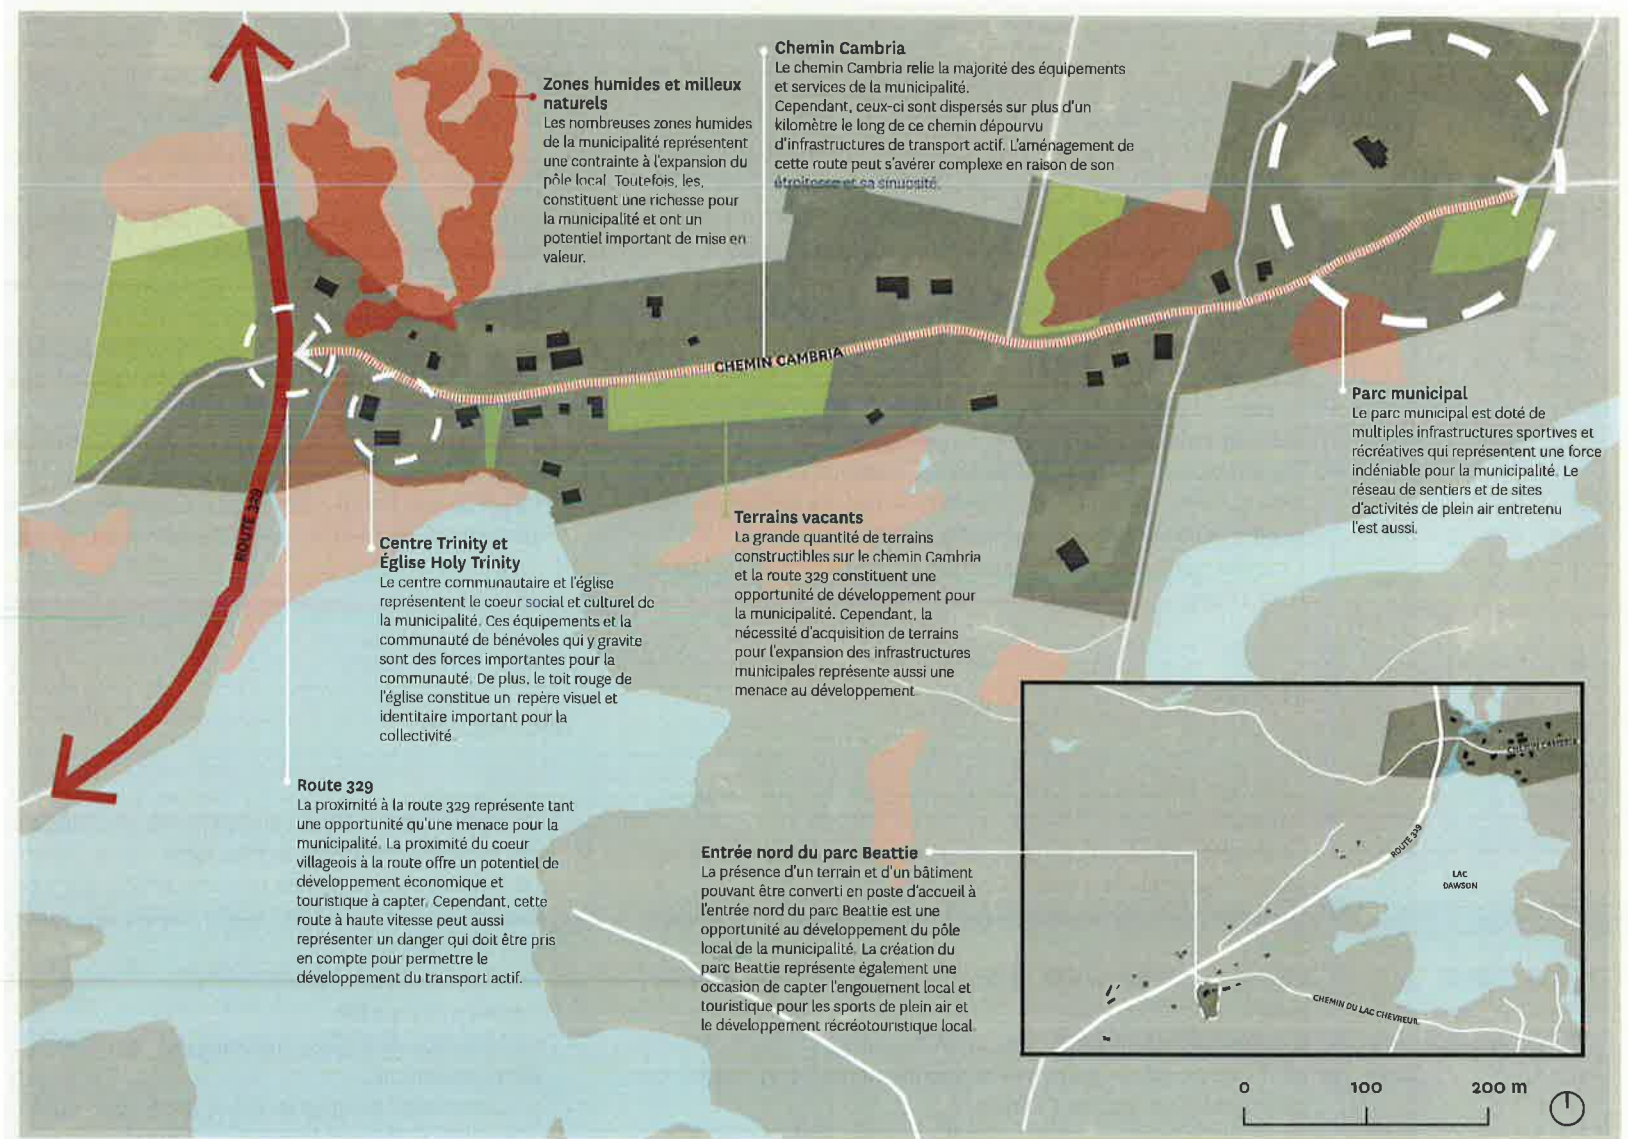 Zones humides et milleux
naturels
Les nombreuses zones humides
de la municipalité représentent
une contrainte à l'expansion du
pôle local. Toutefois, les,
constituent une richesse pour
la municipalité et ont un
potentiel important de mise en
valeur.
Chemin Cambria
Le chemin Cambria relie la majorité des équipements
et services de la municipalité.
Cependant, ceux-ci sont dispersés sur plus d'un
kilomètre le long de ce chemin dépourvu
d'infrastructures de transport actif. L'aménagement de
cette route peut s'avérer complexe en raison de son
étroitesse et sa sinuosité.
CHEMIN CAMBRIA
Parc municipal
Le parc municipal est doté de
multiples infrastructures sportives et
récréatives qui représentent une force
indéniable pour la municipalité. Le
réseau de sentiers et de sites
d'activités de plein air entretenu
l'est aussi.
ROUTE 329
Centre Trinity et
Église Holy Trinity
Le centre communautaire et l'église
représentent le coeur social et culturel de
la municipalité. Ces équipements et la
communauté de bénévoles qui y gravite
sont des forces importantes pour la
communauté. De plus, le toit rouge de
l'église constitue un repère visuel et
identitaire important pour la
collectivité.
Terrains vacants
La grande quantité de terrains
constructibles sur le chemin Cambria
et la route 329 constituent une
opportunité de développement pour
la municipalité. Cependant, la
nécessité d'acquisition de terrains
pour l'expansion des infrastructures
municipales représente aussi une
menace au développement.
Route 329
La proximité à la route 329 représente tant
une opportunité qu'une menace pour la
municipalité. La proximité du coeur
villageois à la route offre un potentiel de
développement économique et
touristique à capter. Cependant, cette
route à haute vitesse peut aussi
représenter un danger qui doit être pris
en compte pour permettre le
développement du transport actif.
Entrée nord du parc Beattie
La présence d'un terrain et d'un bâtiment
pouvant être converti en poste d'accueil à
l'entrée nord du parc Beattie est une
opportunité au développement du pôle
local de la municipalité. La création du
parc Beattie représente également une
occasion de capter l'engouement local et
touristique pour les sports de plein air et
le développement récréotouristique local.
CHEMIN CAMBRIA
ROUTE 329
LAC
DAWSON
CHEMIN DU LAC CHEVREUIL
0 100 200 m